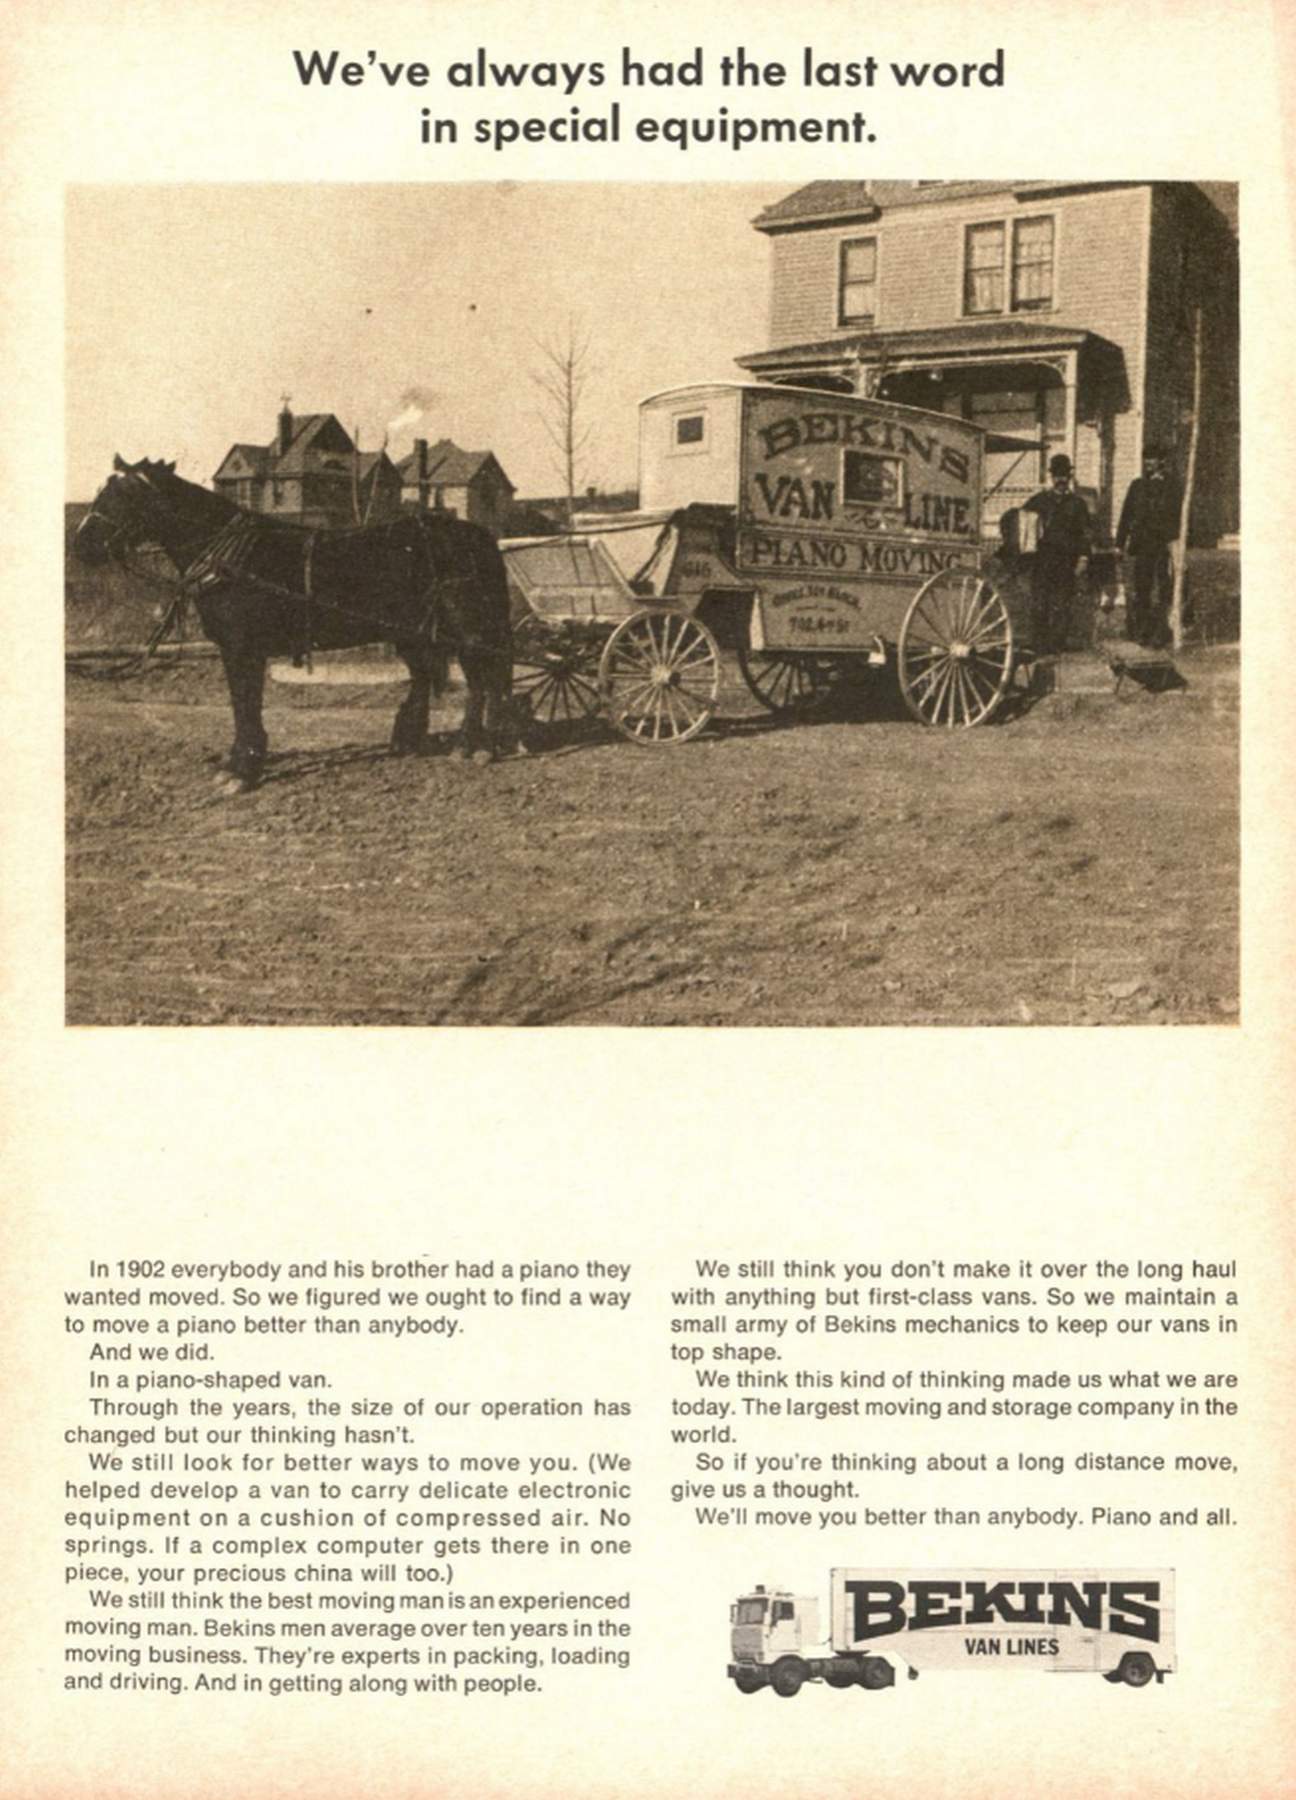 We've always had the last word
in special equipment.
BEKINS
VAN LINE
PIANO MOVING
In 1902 everybody and his brother had a piano they
wanted moved. So we figured we ought to find a way
to move a piano better than anybody.
And we did.
In a piano-shaped van.
Through the years, the size of our operation has
changed but our thinking hasn't.
We still look for better ways to move you. (We
helped develop a van to carry delicate electronic
equipment on a cushion of compressed air. No
springs. If a complex computer gets there in one
piece, your precious china will too.)
We still think the best moving man is an experienced
moving man. Bekins men average over ten years in the
moving business. They're experts in packing, loading
and driving. And in getting along with people.
We still think you don't make it over the long haul
with anything but first-class vans. So we maintain a
small army of Bekins mechanics to keep our vans in
top shape.
We think this kind of thinking made us what we are
today. The largest moving and storage company in the
world.
So if you're thinking about a long distance move,
give us a thought.
We'll move you better than anybody. Piano and all.
BEKINS
VAN LINES